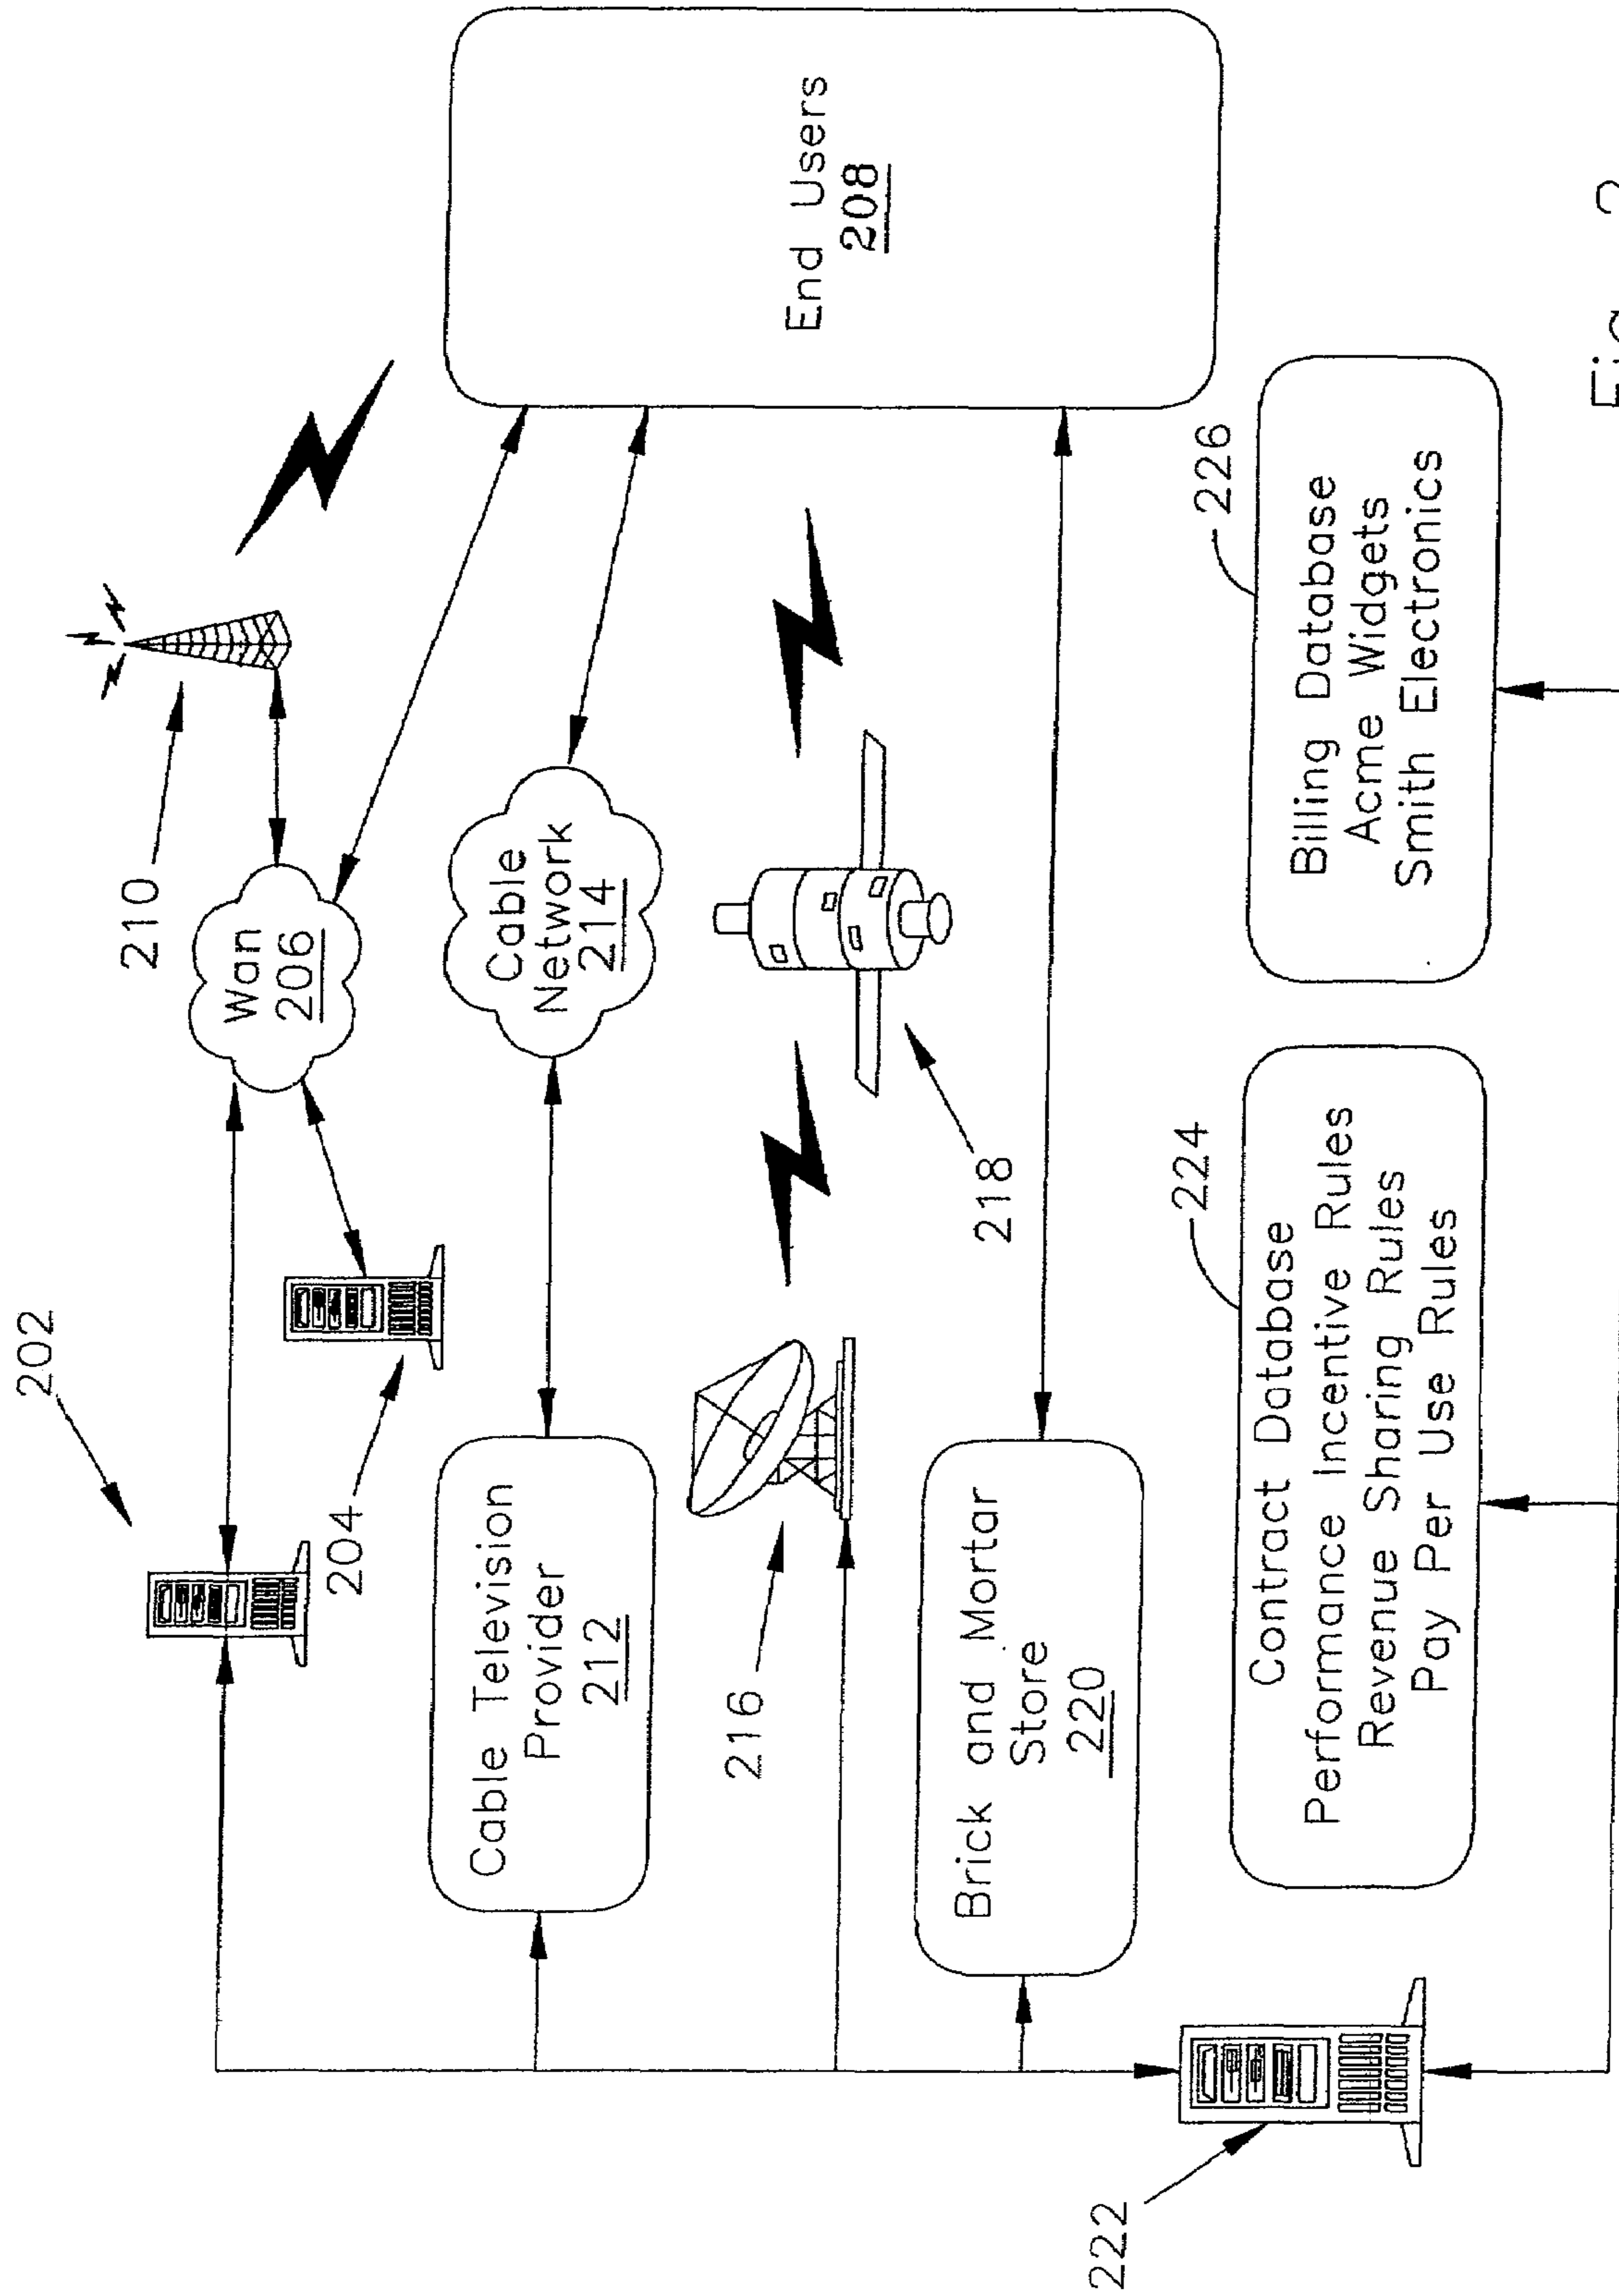 202
204
Wan
206
210
Cable Television
Provider
212
Cable
Network
214
End Users
208
216
218
Brick and Mortar
Store
220
222
224
Contract Database
Performance Incentive Rules
Revenue Sharing Rules
Pay Per Use Rules
226
Billing Database
Acme Widgets
Smith Electronics